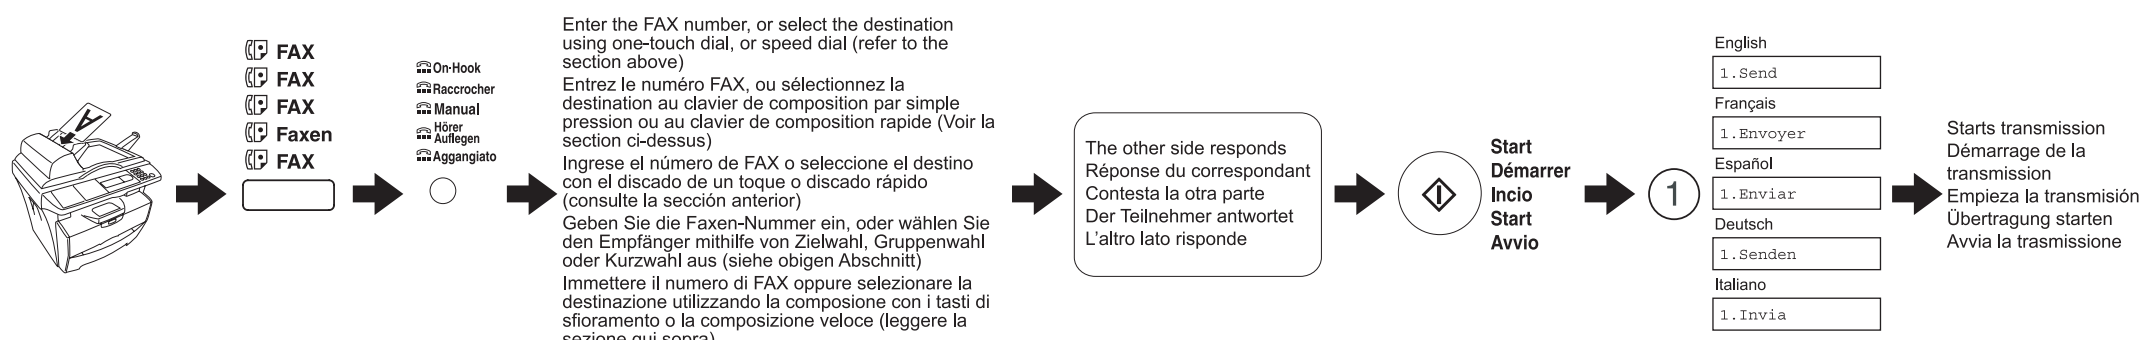 A
FAX
FAX
FAX
Faxen
FAX
On-Hook
Raccrocher
Manual
Hörer
Auflegen
Aggangiato
Enter the FAX number, or select the destination
using one-touch dial, or speed dial (refer to the
section above)
Entrez le numéro FAX, ou sélectionnez la
destination au clavier de composition par simple
pression ou au clavier de composition rapide (Voir la
section ci-dessus)
Ingrese el número de FAX o seleccione el destino
con el discado de un toque o discado rápido
(consulte la sección anterior)
Geben Sie die Faxen-Nummer ein, oder wählen Sie
den Empfänger mithilfe von Zielwahl, Gruppenwahl
oder Kurzwahl aus (siehe obigen Abschnitt)
Immettere il numero di FAX oppure selezionare la
destinazione utilizzando la composione con i tasti di
sfioramento o la composizione veloce (leggere la
sezione qui sopra)
The other side responds
Réponse du correspondant
Contesta la otra parte
Der Teilnehmer antwortet
L'altro lato risponde
Start
Démarrer
Incio
Start
Avvio
1
English
1.Send
Français
1.Envoyer
Español
1.Enviar
Deutsch
1.Senden
Italiano
1.Invia
Starts transmission
Démarrage de la
transmission
Empieza la transmisión
Übertragung starten
Avvia la trasmissione